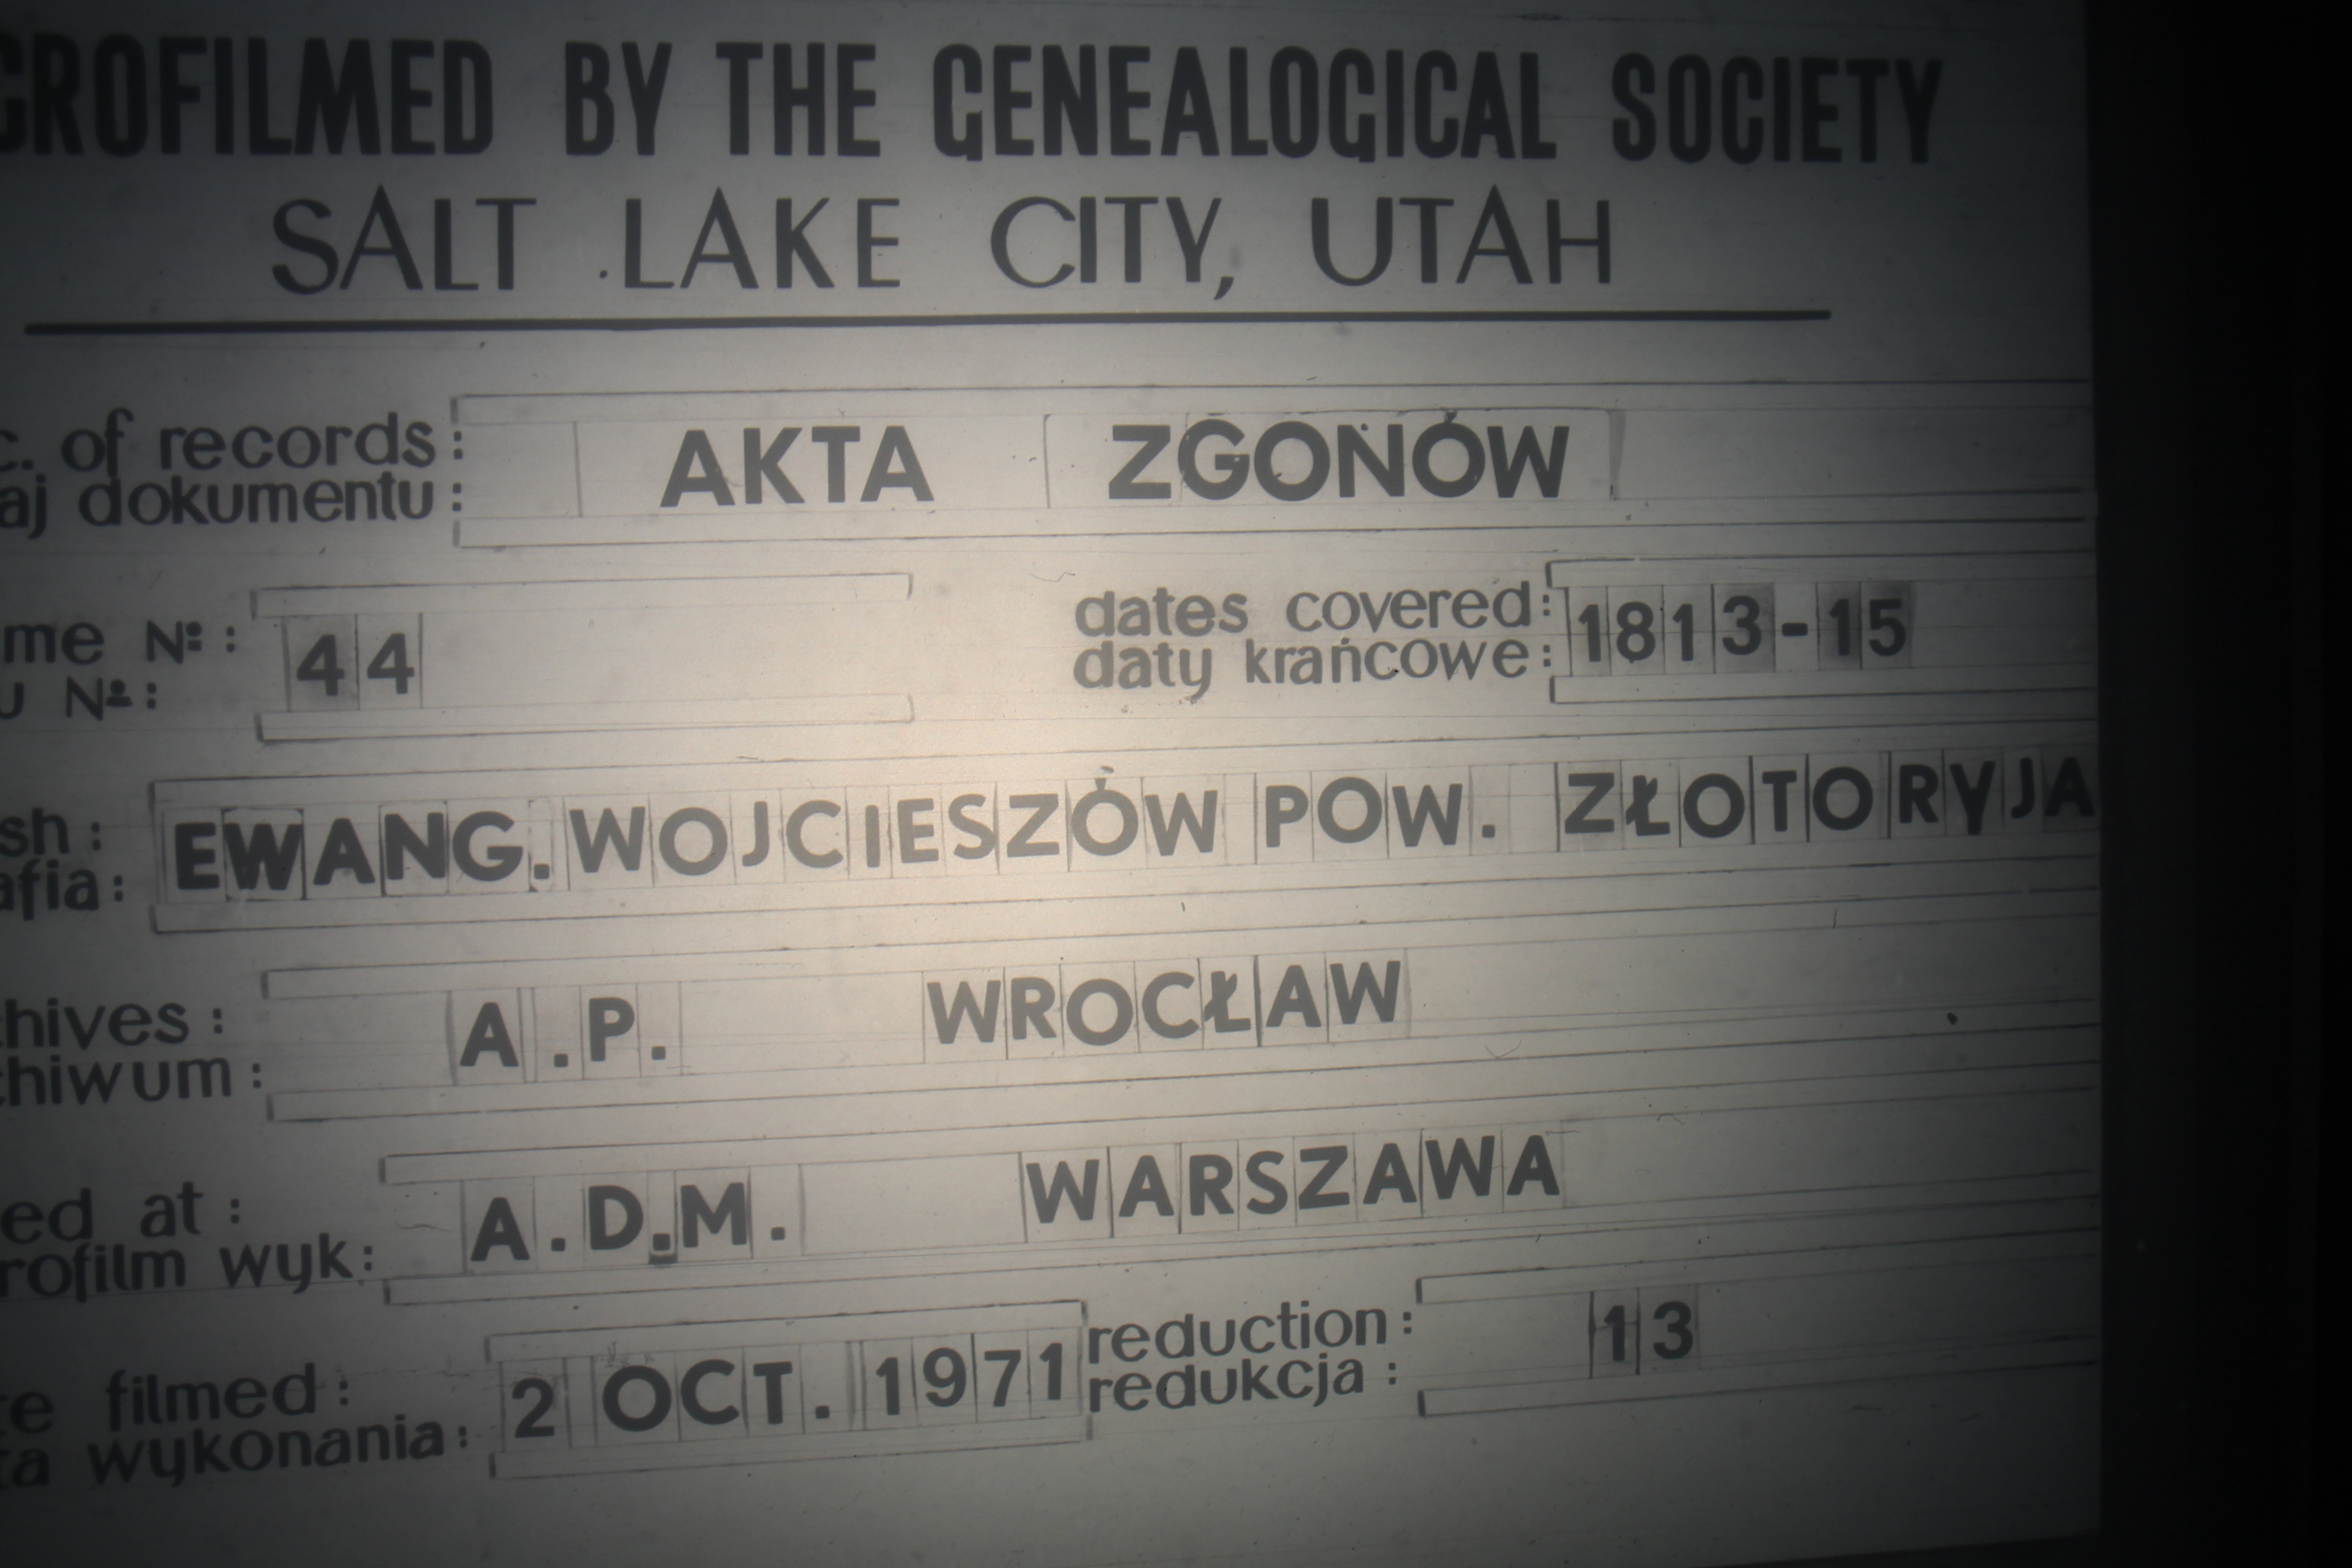 CROFILMED BY THE GENEALOGICAL SOCIETY
SALT LAKE CITY, UTAH
c. of records:
aj dokumentu:
AKTA ZGONÓW
me №:
u №:
44
dates covered:
daty krańcowe:
1813-15
sh:
afia:
EWANG. WOJCIESZÓW POW. ZŁOTORYJA
hives:
hiwum:
A.P. WROCŁAW
ed at:
rofilm wyk:
A.D.M. WARSZAWA
te filmed:
ta wykonania:
2 OCT. 1971
reduction:
redukcja:
13